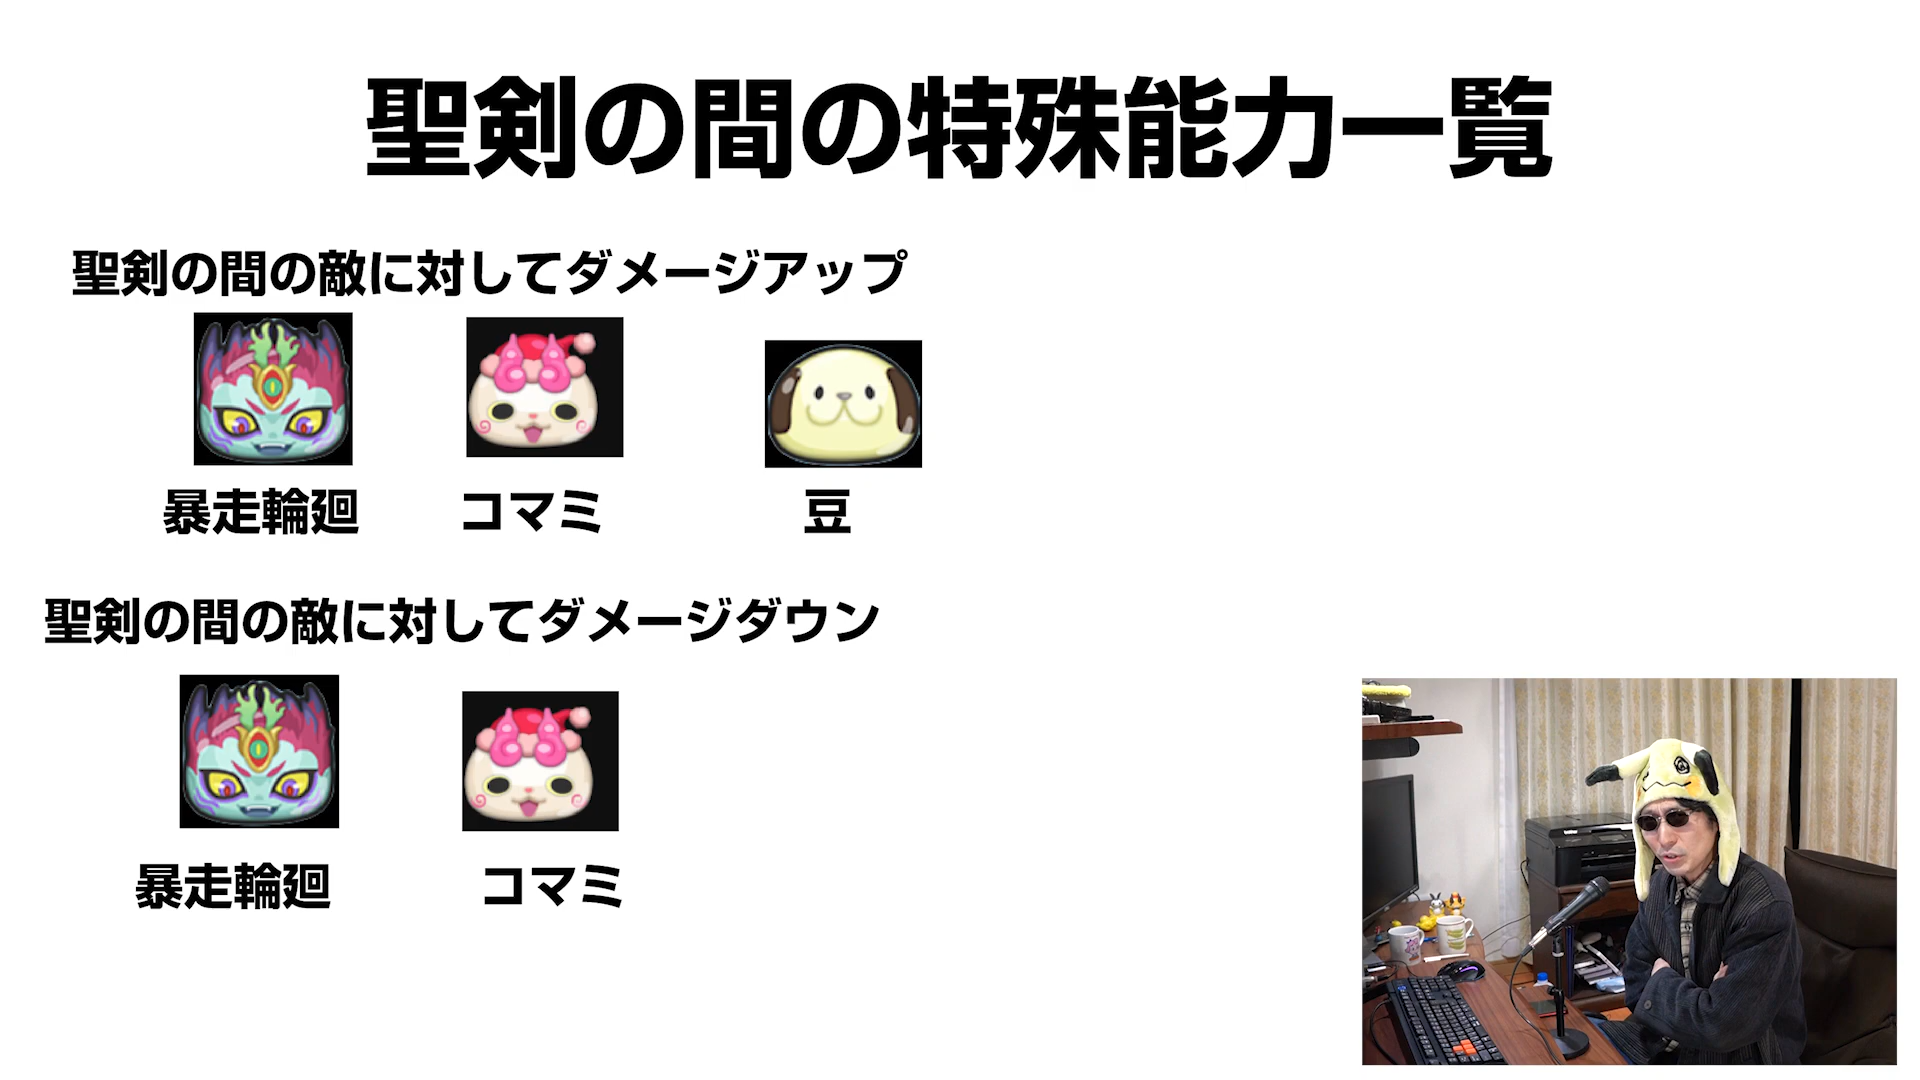 聖剣の間の特殊能力一覧
聖剣の間の敵に対してダメージアップ
暴走輪廻 コマミ 豆
聖剣の間の敵に対してダメージダウン
暴走輪廻 コマミ